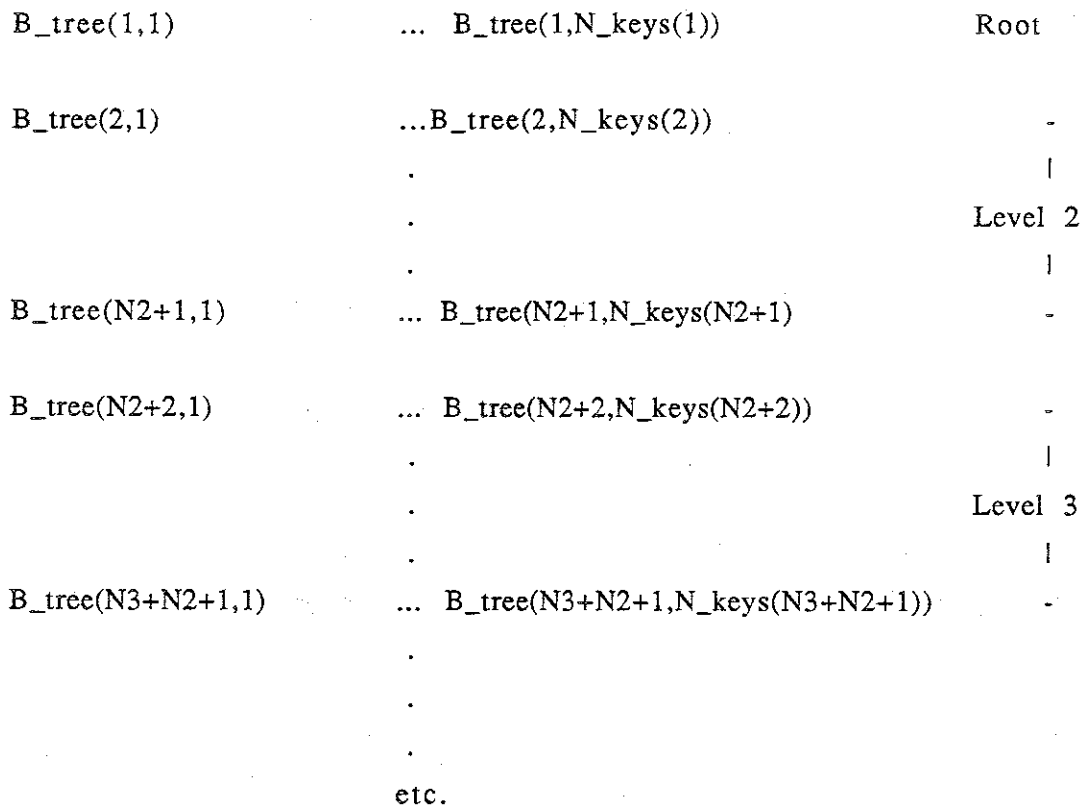 B_tree(1,1) ... B_tree(1,N_keys(1)) Root
B_tree(2,1) ...B_tree(2,N_keys(2)) -
. |
. Level 2
. |
B_tree(N2+1,1) ... B_tree(N2+1,N_keys(N2+1) -
B_tree(N2+2,1) ... B_tree(N2+2,N_keys(N2+2)) -
. |
. Level 3
. |
B_tree(N3+N2+1,1) ... B_tree(N3+N2+1,N_keys(N3+N2+1)) -
.
.
.
etc.